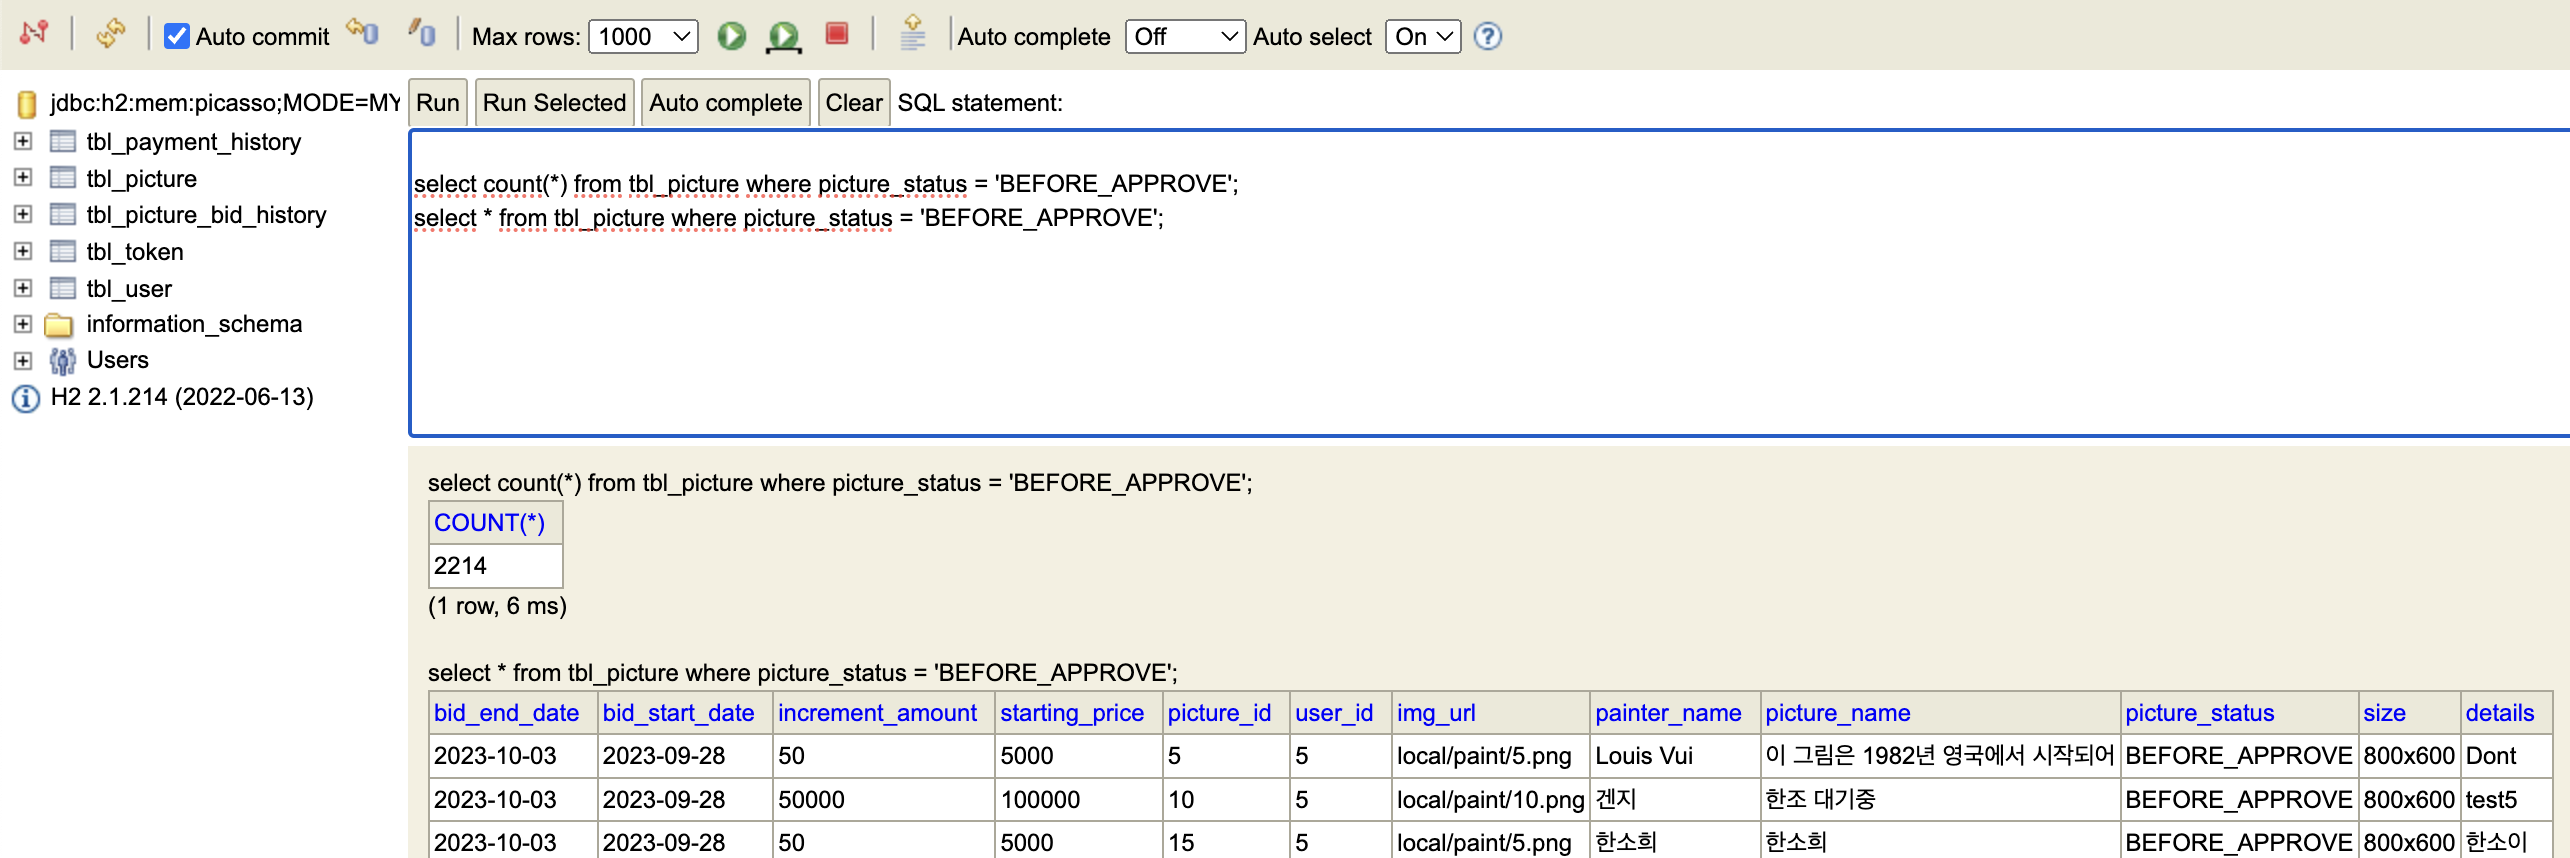 Auto commit Max rows: 1000 Auto complete Off Auto select On
jdbc:h2:mem:picasso;MODE=MY
tbl_payment_history
tbl_picture
tbl_picture_bid_history
tbl_token
tbl_user
information_schema
Users
H2 2.1.214 (2022-06-13)
Run Run Selected Auto complete Clear SQL statement:
select count(*) from tbl_picture where picture_status = 'BEFORE_APPROVE';
select * from tbl_picture where picture_status = 'BEFORE_APPROVE';
select count(*) from tbl_picture where picture_status = 'BEFORE_APPROVE';
COUNT(*)
2214
(1 row, 6 ms)
select * from tbl_picture where picture_status = 'BEFORE_APPROVE';
bid_end_date bid_start_date increment_amount starting_price picture_id user_id img_url painter_name picture_name picture_status size details
2023-10-03 2023-09-28 50 5000 5 5 local/paint/5.png Louis Vui 이 그림은 1982년 영국에서 시작되어 BEFORE_APPROVE 800x600 Dont
2023-10-03 2023-09-28 50000 100000 10 5 local/paint/10.png 겐지 한조 대기중 BEFORE_APPROVE 800x600 test5
2023-10-03 2023-09-28 50 5000 15 5 local/paint/5.png 한소희 한소희 BEFORE_APPROVE 800x600 한소이